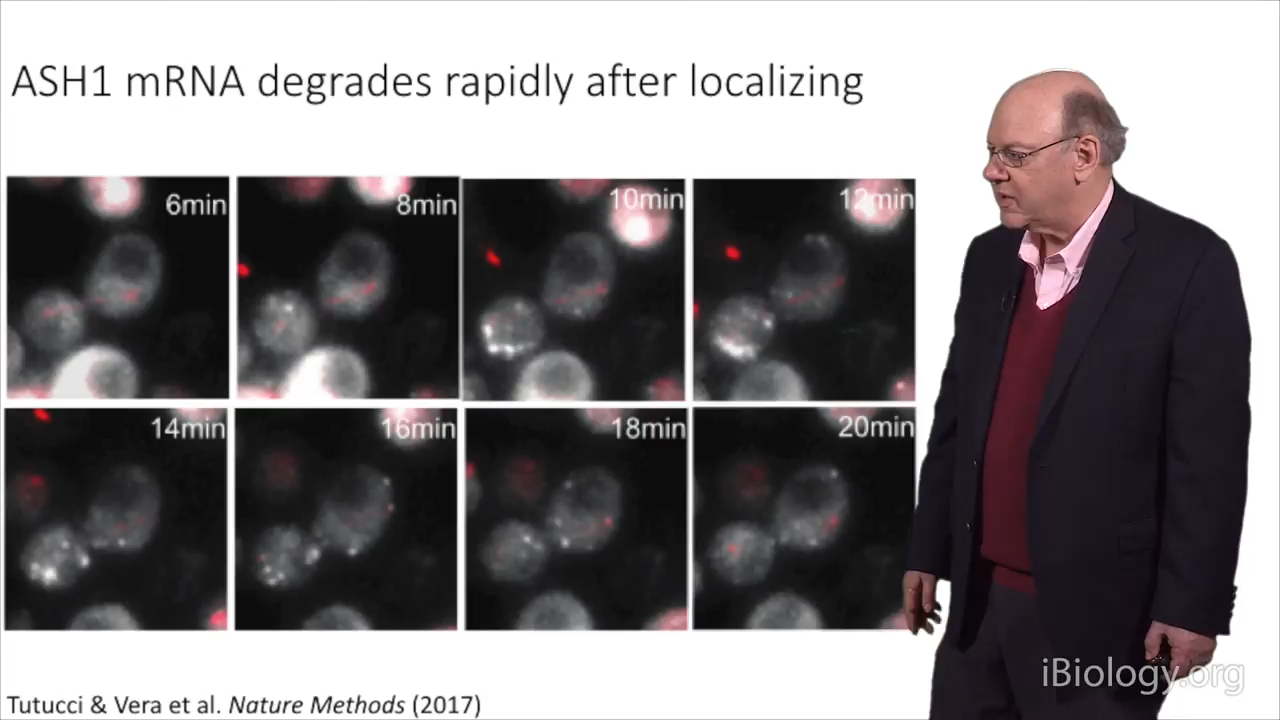 ASH1 mRNA degrades rapidly after localizing
6min
8min
10min
12min
14min
16min
18min
20min
Tutucci & Vera et al. Nature Methods (2017)
iBiology.org